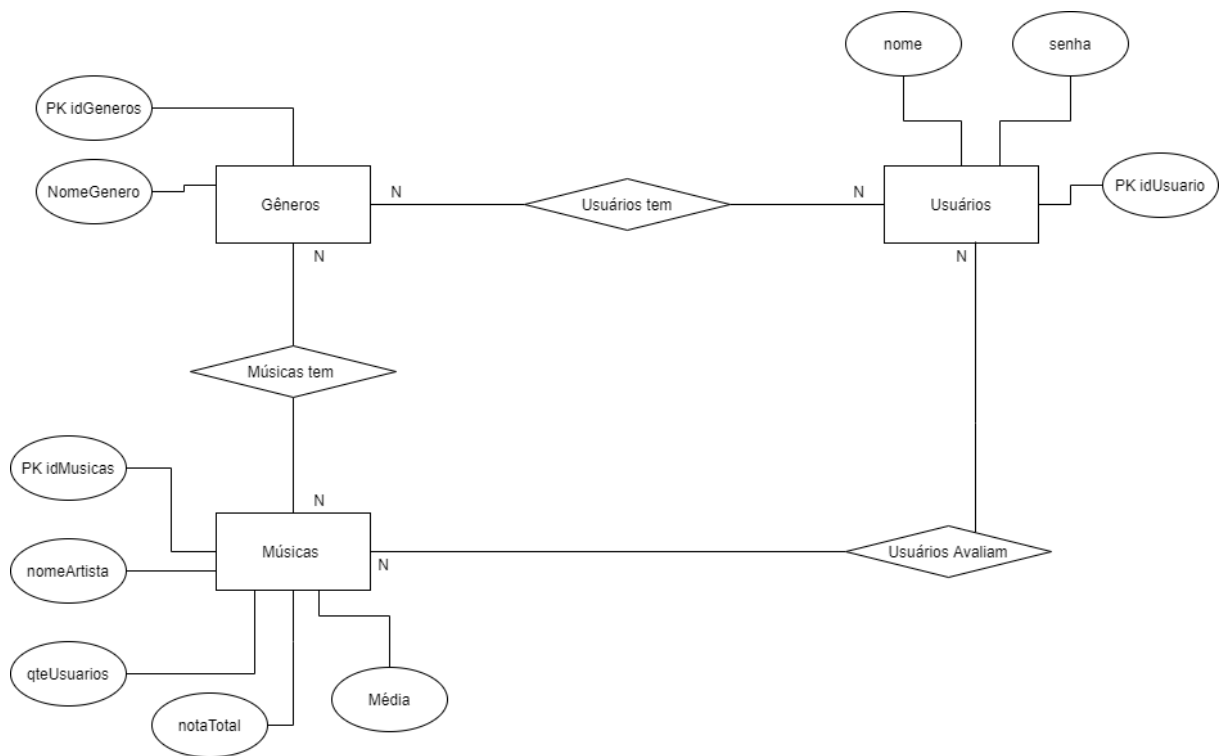 nome
senha
PK idGeneros
NomeGenero
Gêneros
N
Usuários tem
N
Usuários
PK idUsuario
N
N
Músicas tem
PK idMusicas
N
Músicas
N
Usuários Avaliam
nomeArtista
qteUsuarios
notaTotal
Média